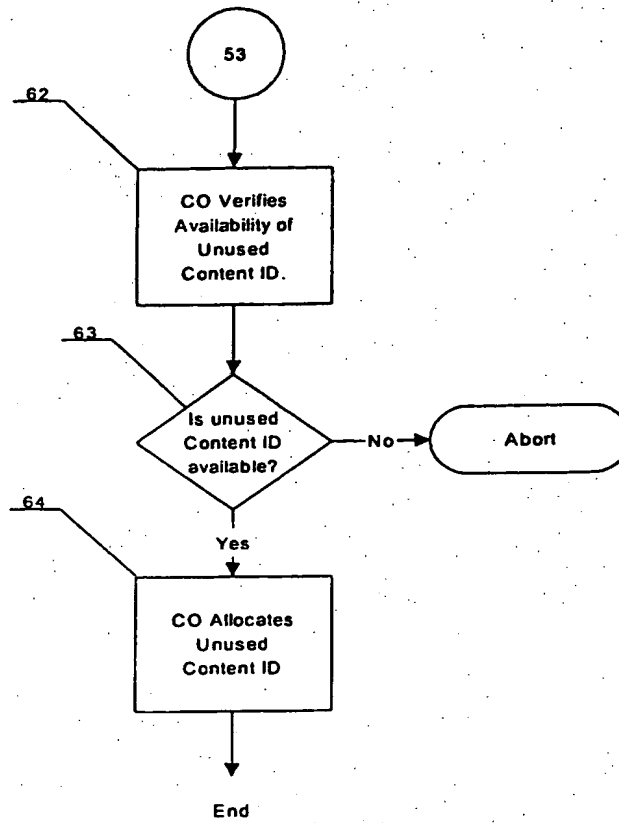 53
62
CO Verifies
Availability of
Unused
Content ID.
63
Is unused
Content ID
available?
No
Abort
64
Yes
CO Allocates
Unused
Content ID
End